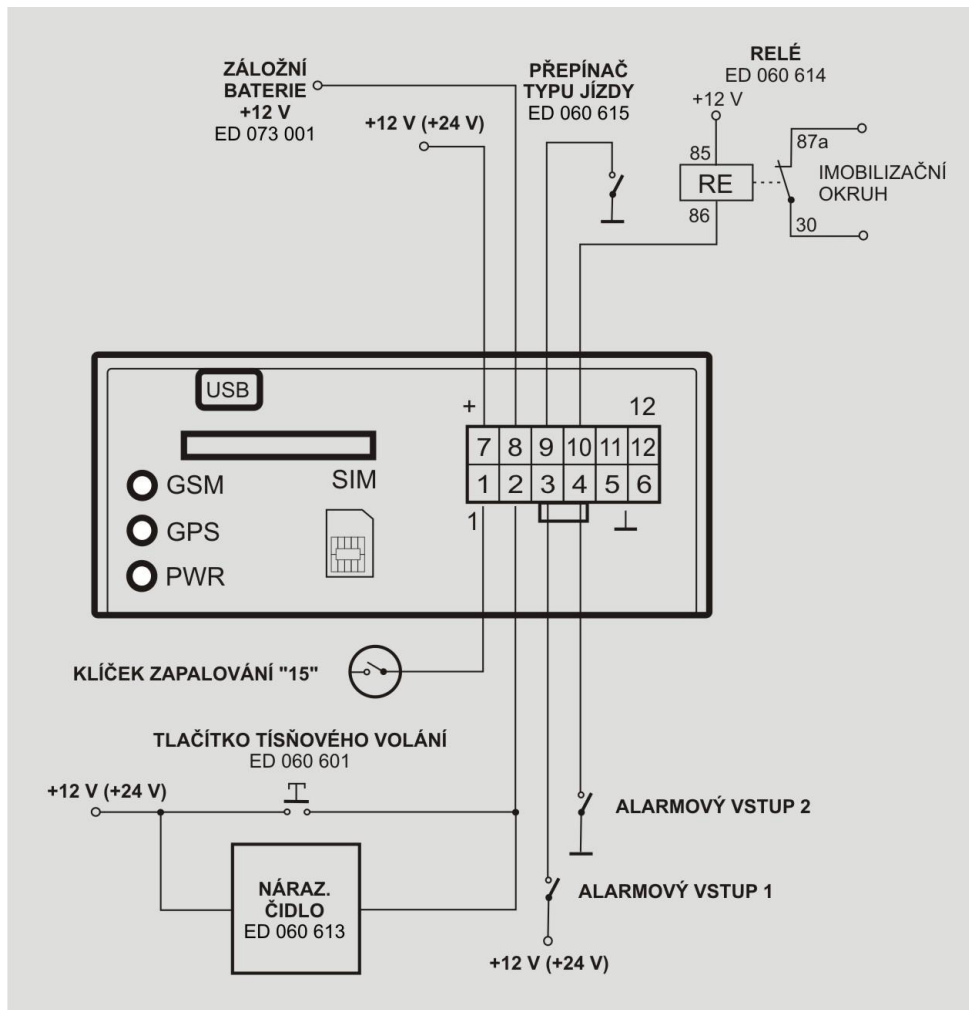 ZÁLOŽNÍ
BATERIE
+12 V
ED 073 001
+12 V (+24 V)
PŘEPÍNAČ
TYPU JÍZDY
ED 060 615
RELÉ
ED 060 614
+12 V
85
RE
86
87a
30
IMOBILIZAČNÍ
OKRUH
USB
SIM
GSM
GPS
PWR
+ 12
7 8 9 10 11 12
1 2 3 4 5 6
1
KLÍČEK ZAPALOVÁNÍ "15"
TLAČÍTKO TÍSŇOVÉHO VOLÁNÍ
ED 060 601
+12 V (+24 V)
NÁRAZ.
ČIDLO
ED 060 613
ALARMOVÝ VSTUP 2
ALARMOVÝ VSTUP 1
+12 V (+24 V)